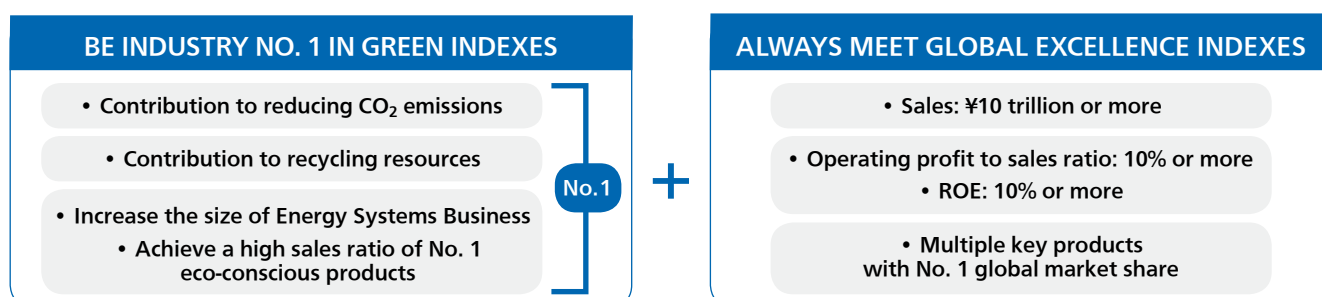 BE INDUSTRY NO. 1 IN GREEN INDEXES
• Contribution to reducing CO₂ emissions
• Contribution to recycling resources
• Increase the size of Energy Systems Business
• Achieve a high sales ratio of No. 1
eco-conscious products
No.1
+
ALWAYS MEET GLOBAL EXCELLENCE INDEXES
• Sales: ¥10 trillion or more
• Operating profit to sales ratio: 10% or more
• ROE: 10% or more
• Multiple key products
with No. 1 global market share